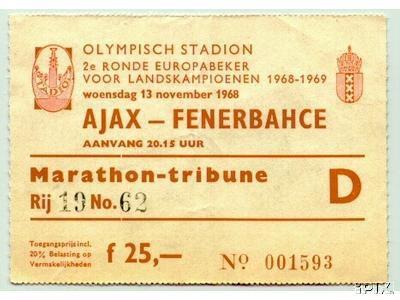 OLYMPISCH STADION
2e RONDE EUROPABEKER
VOOR LANDSKAMPIOENEN 1968-1969
woensdag 13 november 1968
AJAX — FENERBAHCE
AANVANG 20.15 UUR
Marathon-tribune D
Rij 19 No. 62
Toegangsprijs incl.
20% Belasting op
Vermakelijkheden
f 25,—
Nº 001593